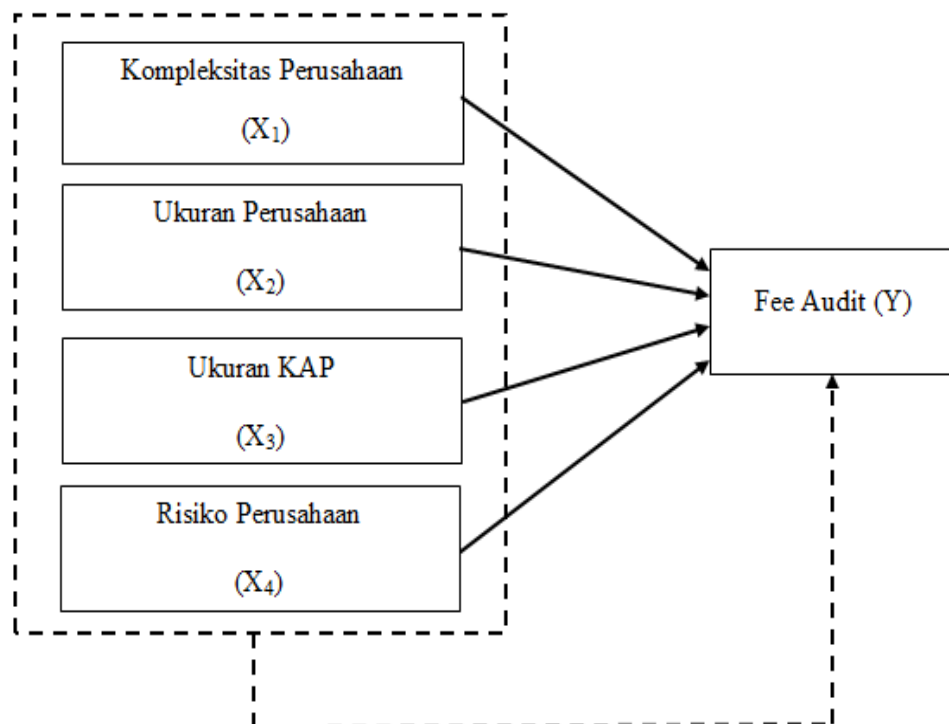 Kompleksitas Perusahaan
(X₁)
Ukuran Perusahaan
(X₂)
Ukuran KAP
(X₃)
Risiko Perusahaan
(X₄)
Fee Audit (Y)